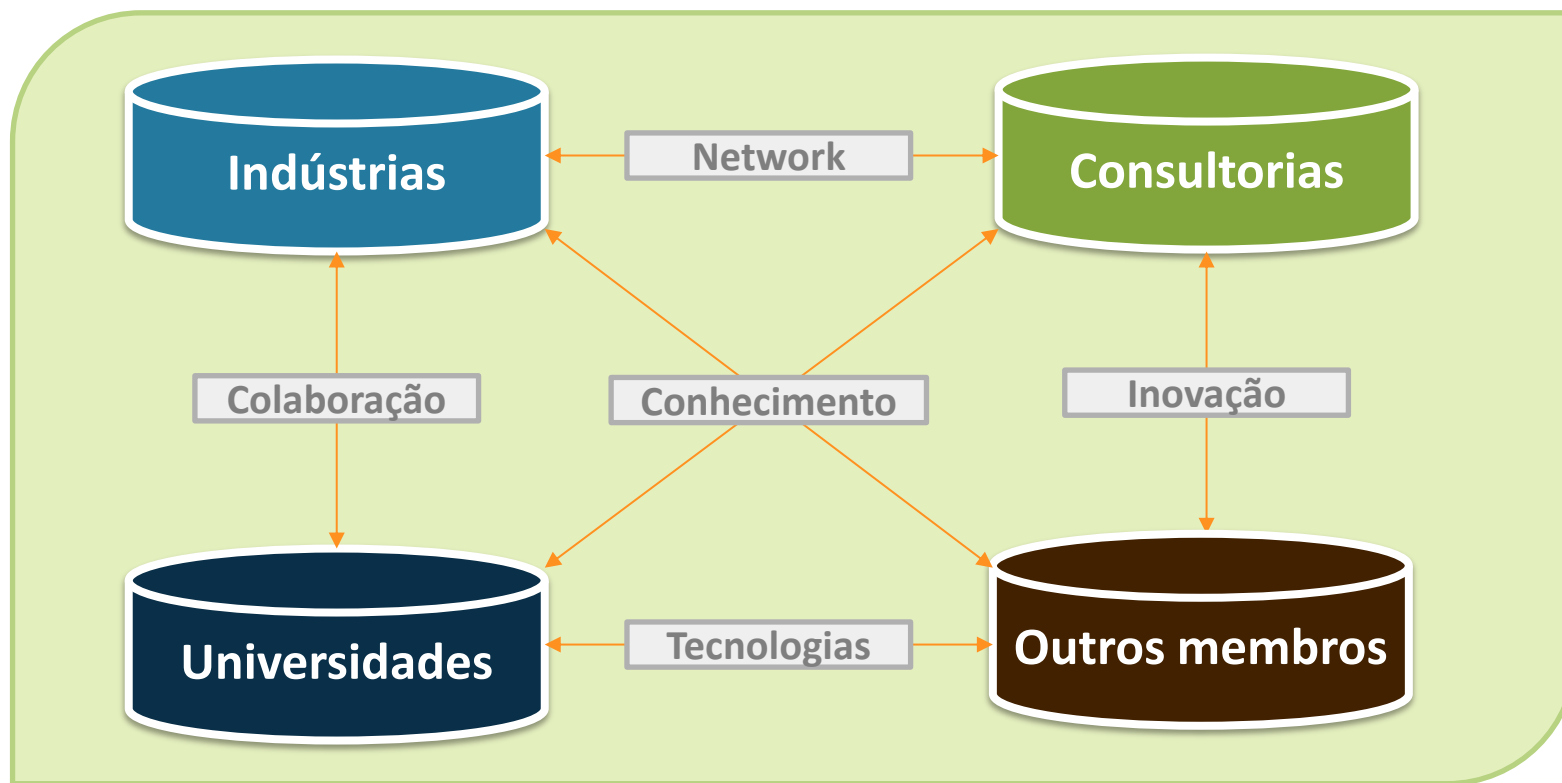 Indústrias
Network
Consultorias
Colaboração
Conhecimento
Inovação
Universidades
Tecnologias
Outros membros